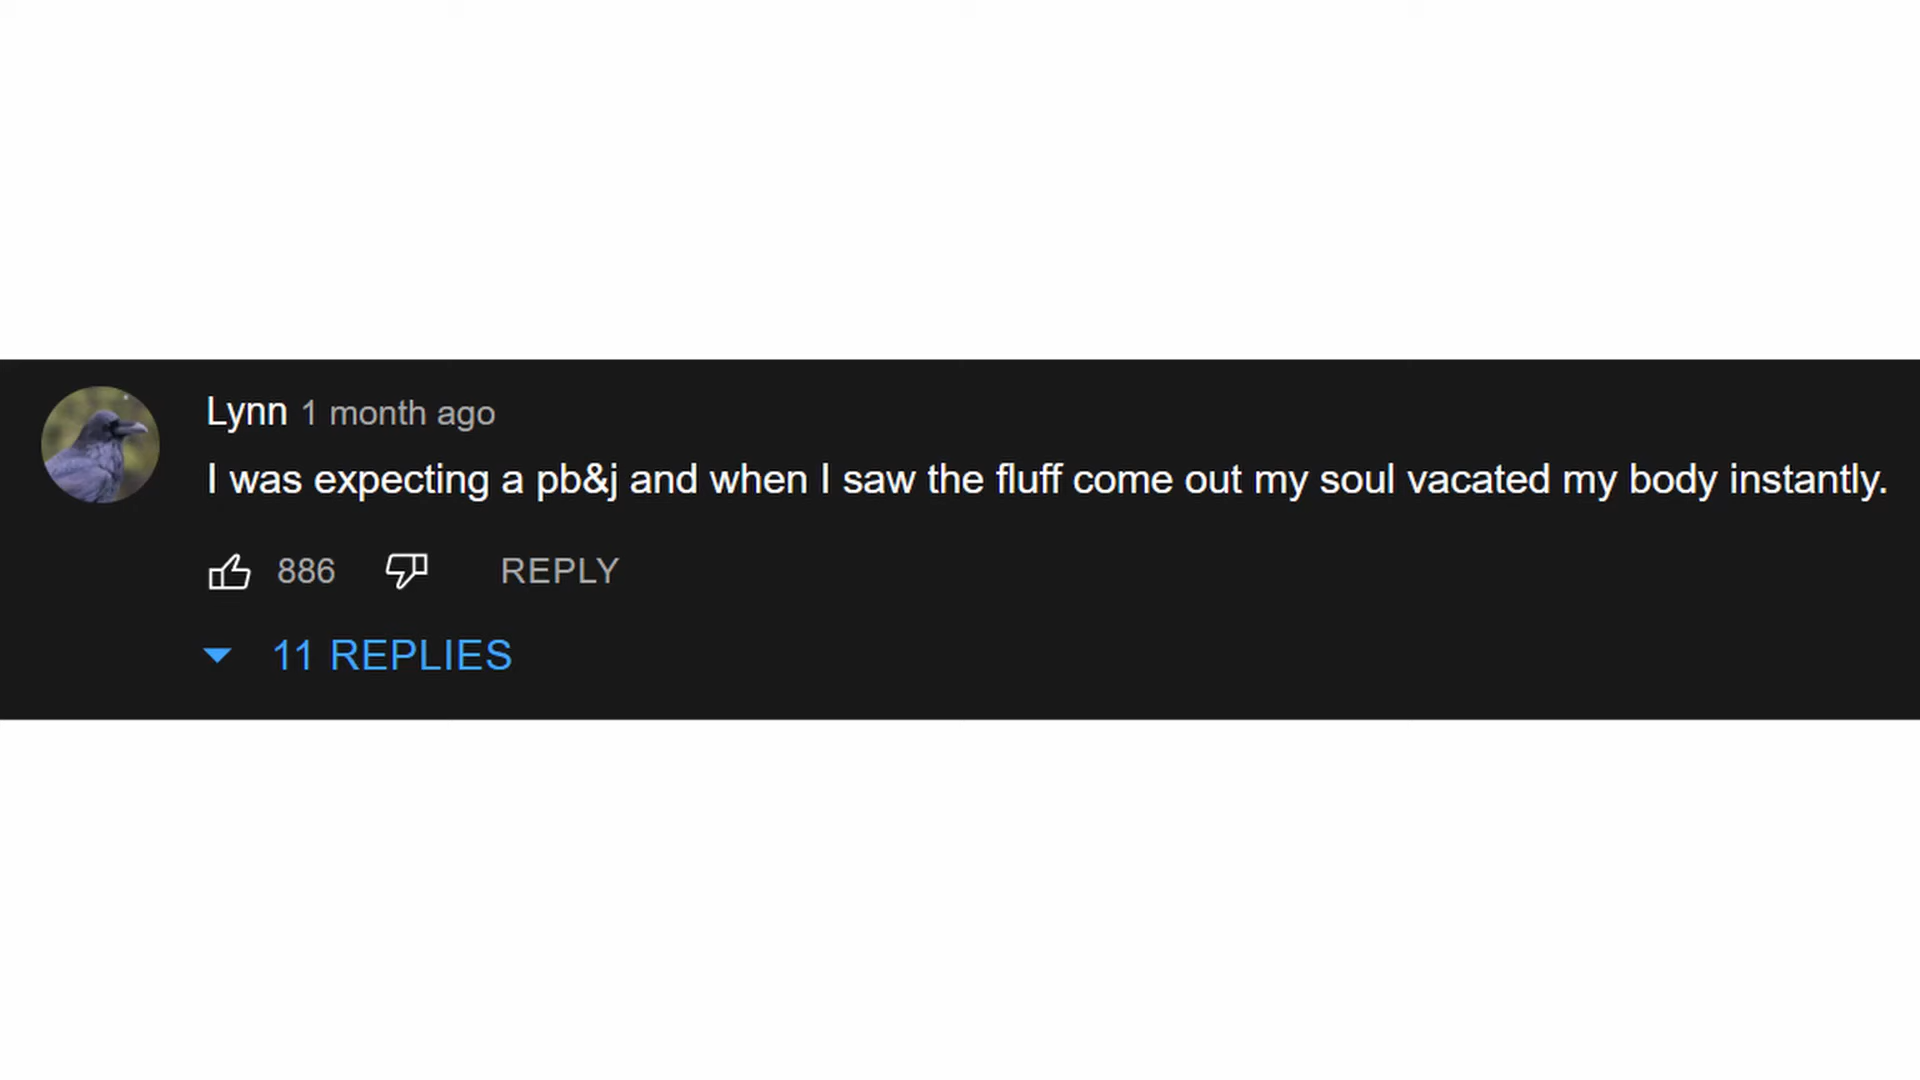 Lynn 1 month ago
I was expecting a pb&j and when I saw the fluff come out my soul vacated my body instantly.
886 REPLY
11 REPLIES